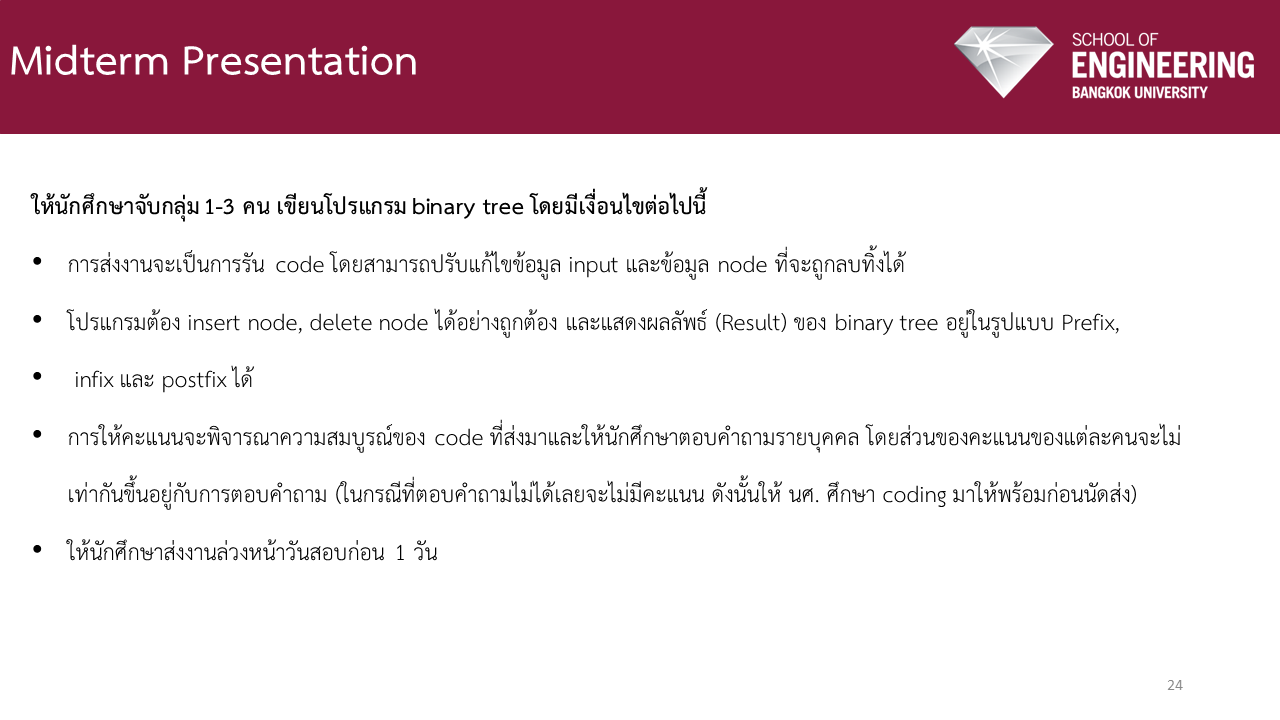 Midterm Presentation
SCHOOL OF
ENGINEERING
BANGKOK UNIVERSITY
ให้นักศึกษาจับกลุ่ม 1-3 คน เขียนโปรแกรม binary tree โดยมีเงื่อนไขต่อไปนี้
• การส่งงานจะเป็นการรัน code โดยสามารถปรับแก้ไขข้อมูล input และข้อมูล node ที่จะถูกลบทิ้งได้
• โปรแกรมต้อง insert node, delete node ได้อย่างถูกต้อง และแสดงผลลัพธ์ (Result) ของ binary tree อยู่ในรูปแบบ Prefix,
• infix และ postfix ได้
• การให้คะแนนจะพิจารณาความสมบูรณ์ของ code ที่ส่งมาและให้นักศึกษาตอบคำถามรายบุคคล โดยส่วนของคะแนนของแต่ละคนจะไม่
เท่ากันขึ้นอยู่กับการตอบคำถาม (ในกรณีที่ตอบคำถามไม่ได้เลยจะไม่มีคะแนน ดังนั้นให้ นศ. ศึกษา coding มาให้พร้อมก่อนนัดส่ง)
• ให้นักศึกษาส่งงานล่วงหน้าวันสอบก่อน 1 วัน
24